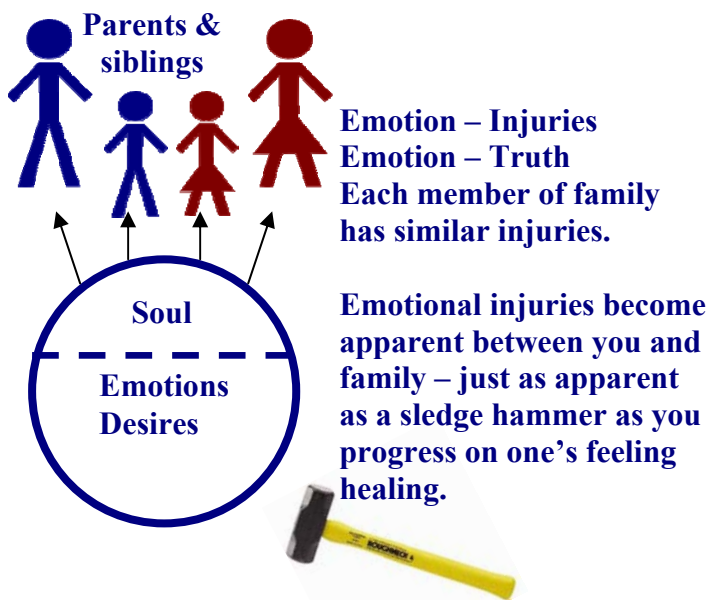 Parents &
siblings
Emotion – Injuries
Emotion – Truth
Each member of family
has similar injuries.
Soul
Emotions
Desires
Emotional injuries become
apparent between you and
family – just as apparent
as a sledge hammer as you
progress on one’s feeling
healing.
ROUGHNECK